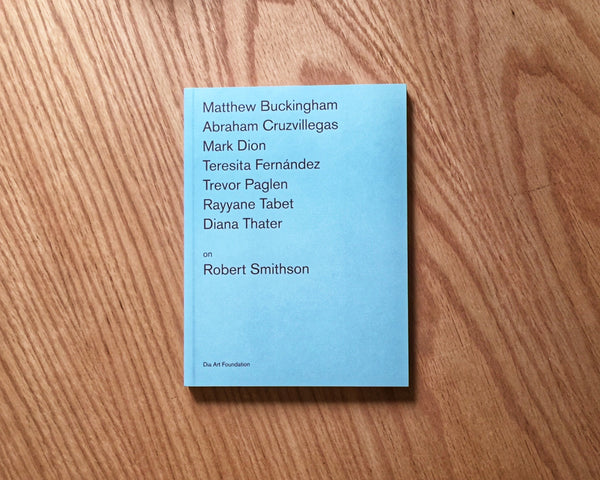 Matthew Buckingham
Abraham Cruzvillegas
Mark Dion
Teresita Fernández
Trevor Paglen
Rayyane Tabet
Diana Thater
on
Robert Smithson
Dia Art Foundation